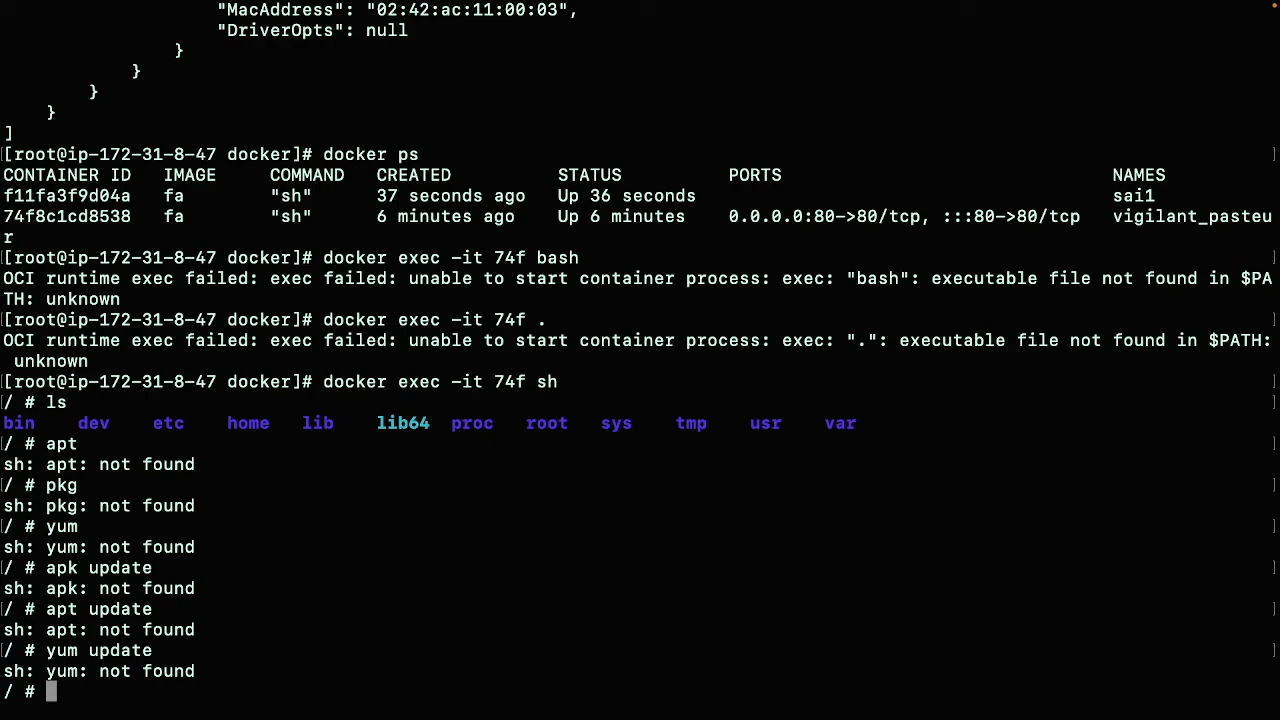 "MacAddress": "02:42:ac:11:00:03",
"DriverOpts": null
}
}
}
}
]
[root@ip-172-31-8-47 docker]# docker ps
CONTAINER ID   IMAGE     COMMAND   CREATED          STATUS          PORTS                               NAMES
f11fa3f9d04a   fa        "sh"      37 seconds ago   Up 36 seconds                                       sai1
74f8c1cd8538   fa        "sh"      6 minutes ago    Up 6 minutes    0.0.0.0:80->80/tcp, :::80->80/tcp   vigilant_pasteu
r
[root@ip-172-31-8-47 docker]# docker exec -it 74f bash
OCI runtime exec failed: exec failed: unable to start container process: exec: "bash": executable file not found in $PA
TH: unknown
[root@ip-172-31-8-47 docker]# docker exec -it 74f .
OCI runtime exec failed: exec failed: unable to start container process: exec: ".": executable file not found in $PATH:
unknown
[root@ip-172-31-8-47 docker]# docker exec -it 74f sh
/ # ls
bin    dev    etc    home   lib    lib64  proc   root   sys    tmp    usr    var
/ # apt
sh: apt: not found
/ # pkg
sh: pkg: not found
/ # yum
sh: yum: not found
/ # apk update
sh: apk: not found
/ # apt update
sh: apt: not found
/ # yum update
sh: yum: not found
/ #